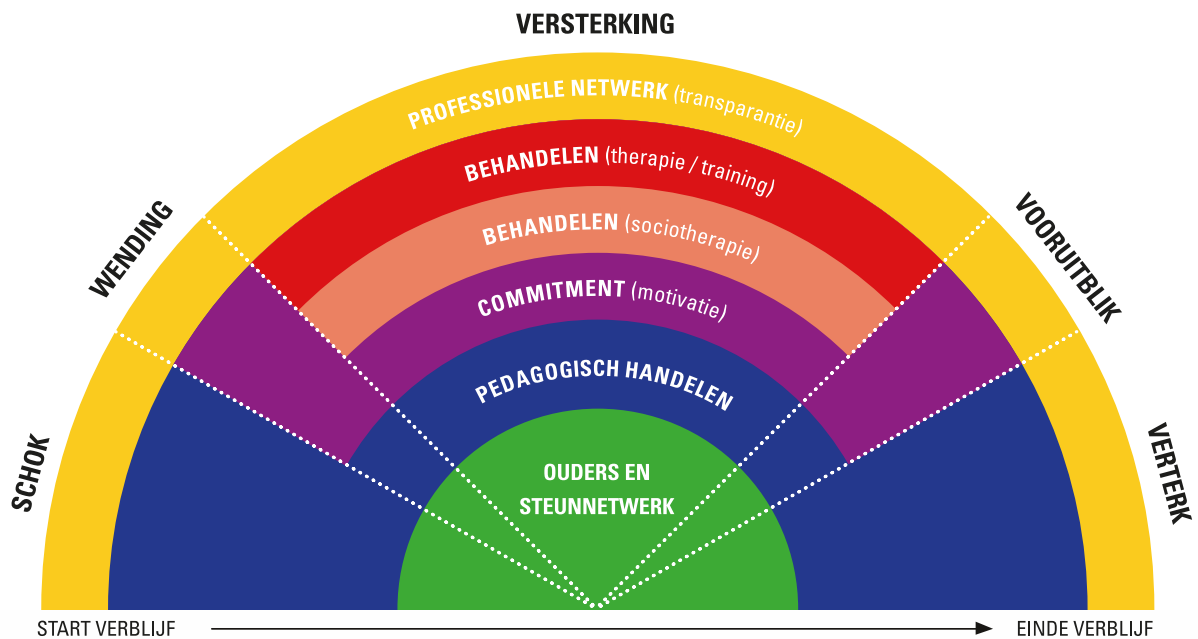 VERSTERKING
PROFESSIONELE NETWERK (transparantie)
BEHANDELEN (therapie / training)
BEHANDELEN (sociotherapie)
COMMITMENT (motivatie)
PEDAGOGISCH HANDELEN
OUDERS EN
STEUNNETWERK
SCHOK
WENDING
VOORUITBLIK
VERTERK
START VERBLIJF
EINDE VERBLIJF